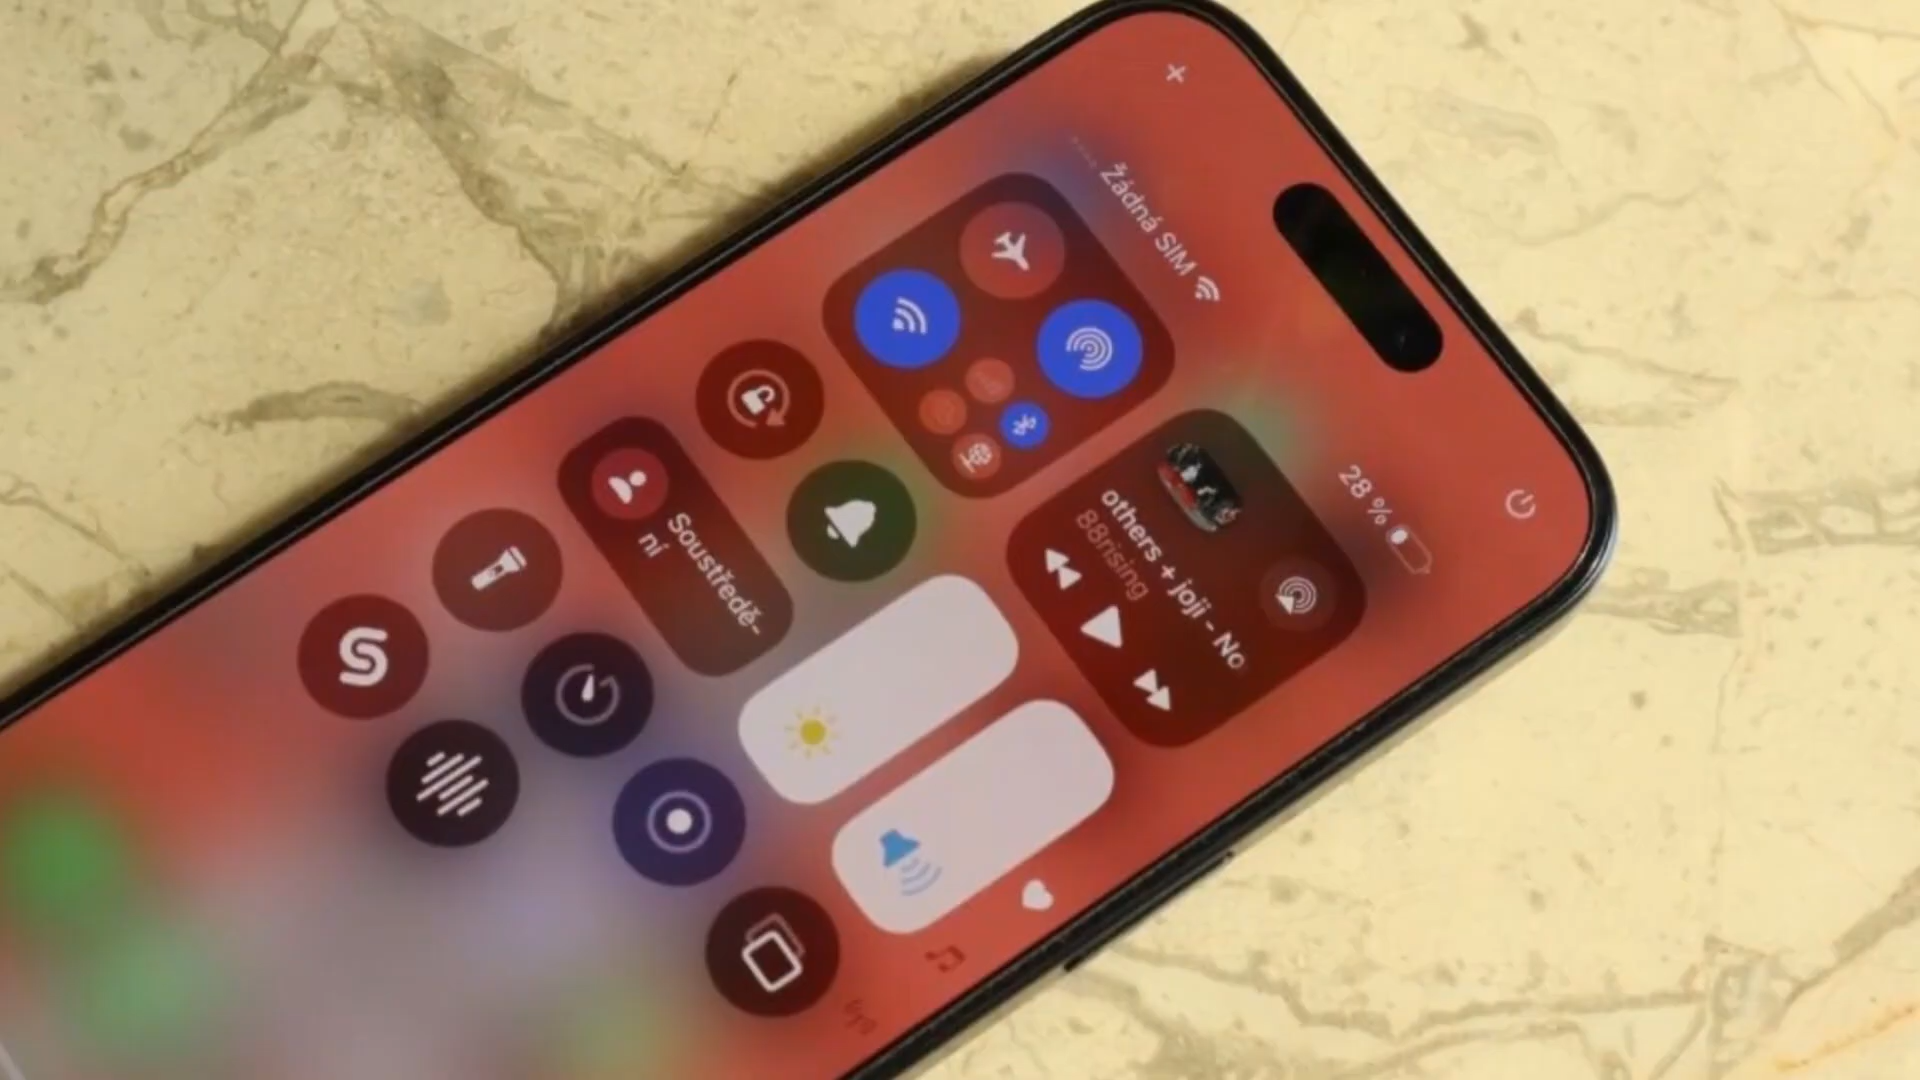 Žádná SIM
28 %
others + joji - No
88rising
Soustředě-
ní